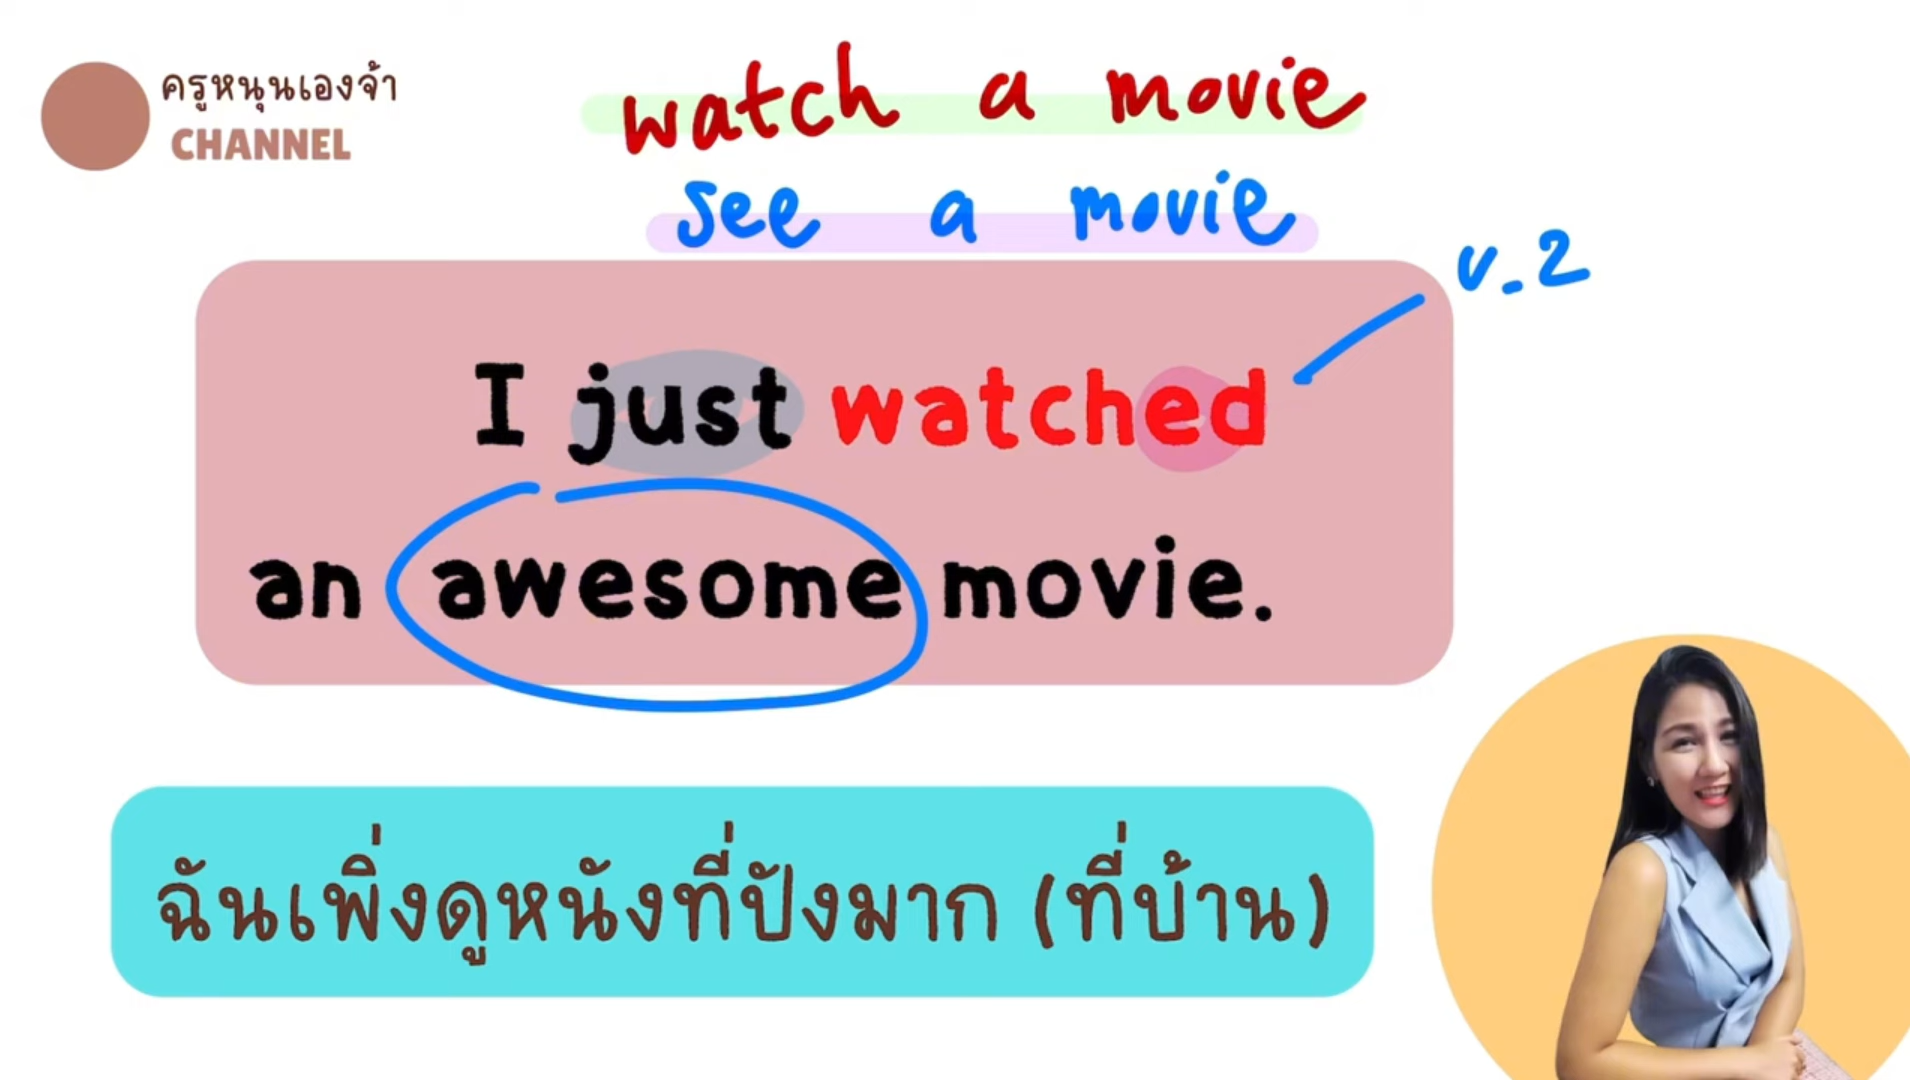 ครูหนุนเองจ้า
CHANNEL
watch a movie
see a movie
v.2
I just watched
an awesome movie.
ฉันเพิ่งดูหนังที่ปังมาก (ที่บ้าน)